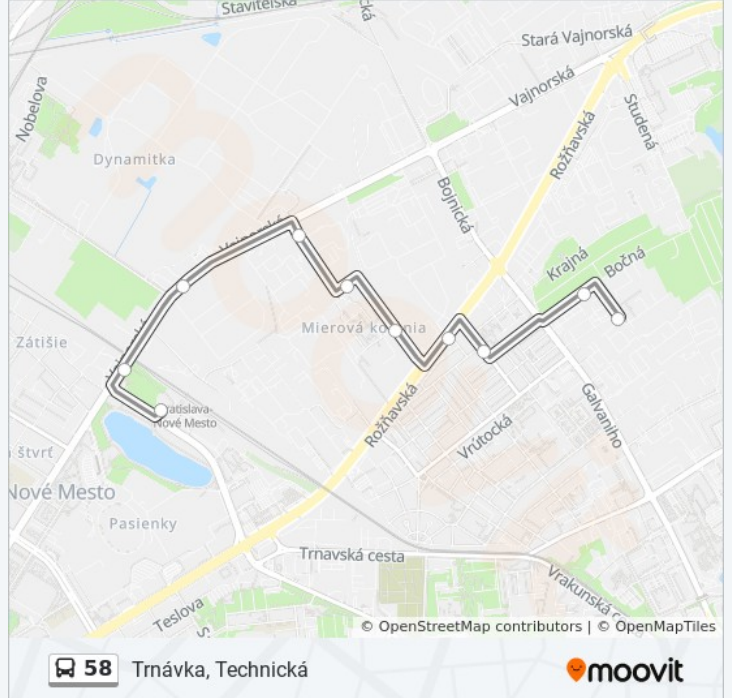 Stavitelská
Stará Vajnorská
Vajnorská
Nobelova
Studená
Dynamitka
Rožňavská
Bojnická
Krajná
Bočná
Mierová kolónia
Zátišie
Bratislava-
Nové Mesto
Galvaniho
Rožňavská
Vrútocká
Nové Mesto
Pasienky
Trnavská cesta
Teslova
© OpenStreetMap contributors | © OpenMapTiles
58 Trnávka, Technická
moovit